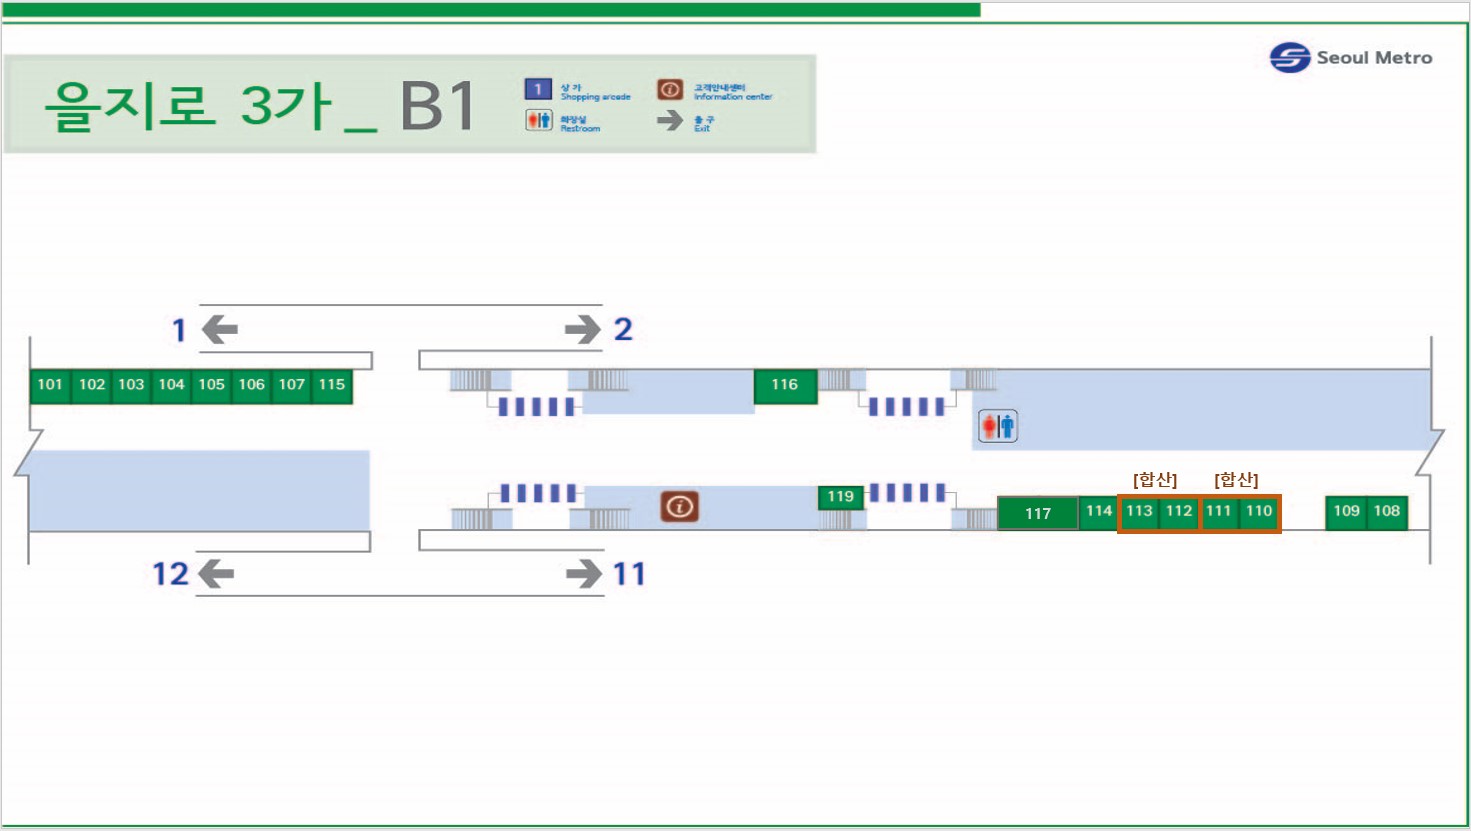 Seoul Metro
을지로 3가 _ B1
1 상 가
Shopping arcade
고객안내센터
Information center
화장실
Restroom
출 구
Exit
1
2
101 102 103 104 105 106 107 115
116
[합산] [합산]
119
117 114 113 112 111 110 109 108
12
11